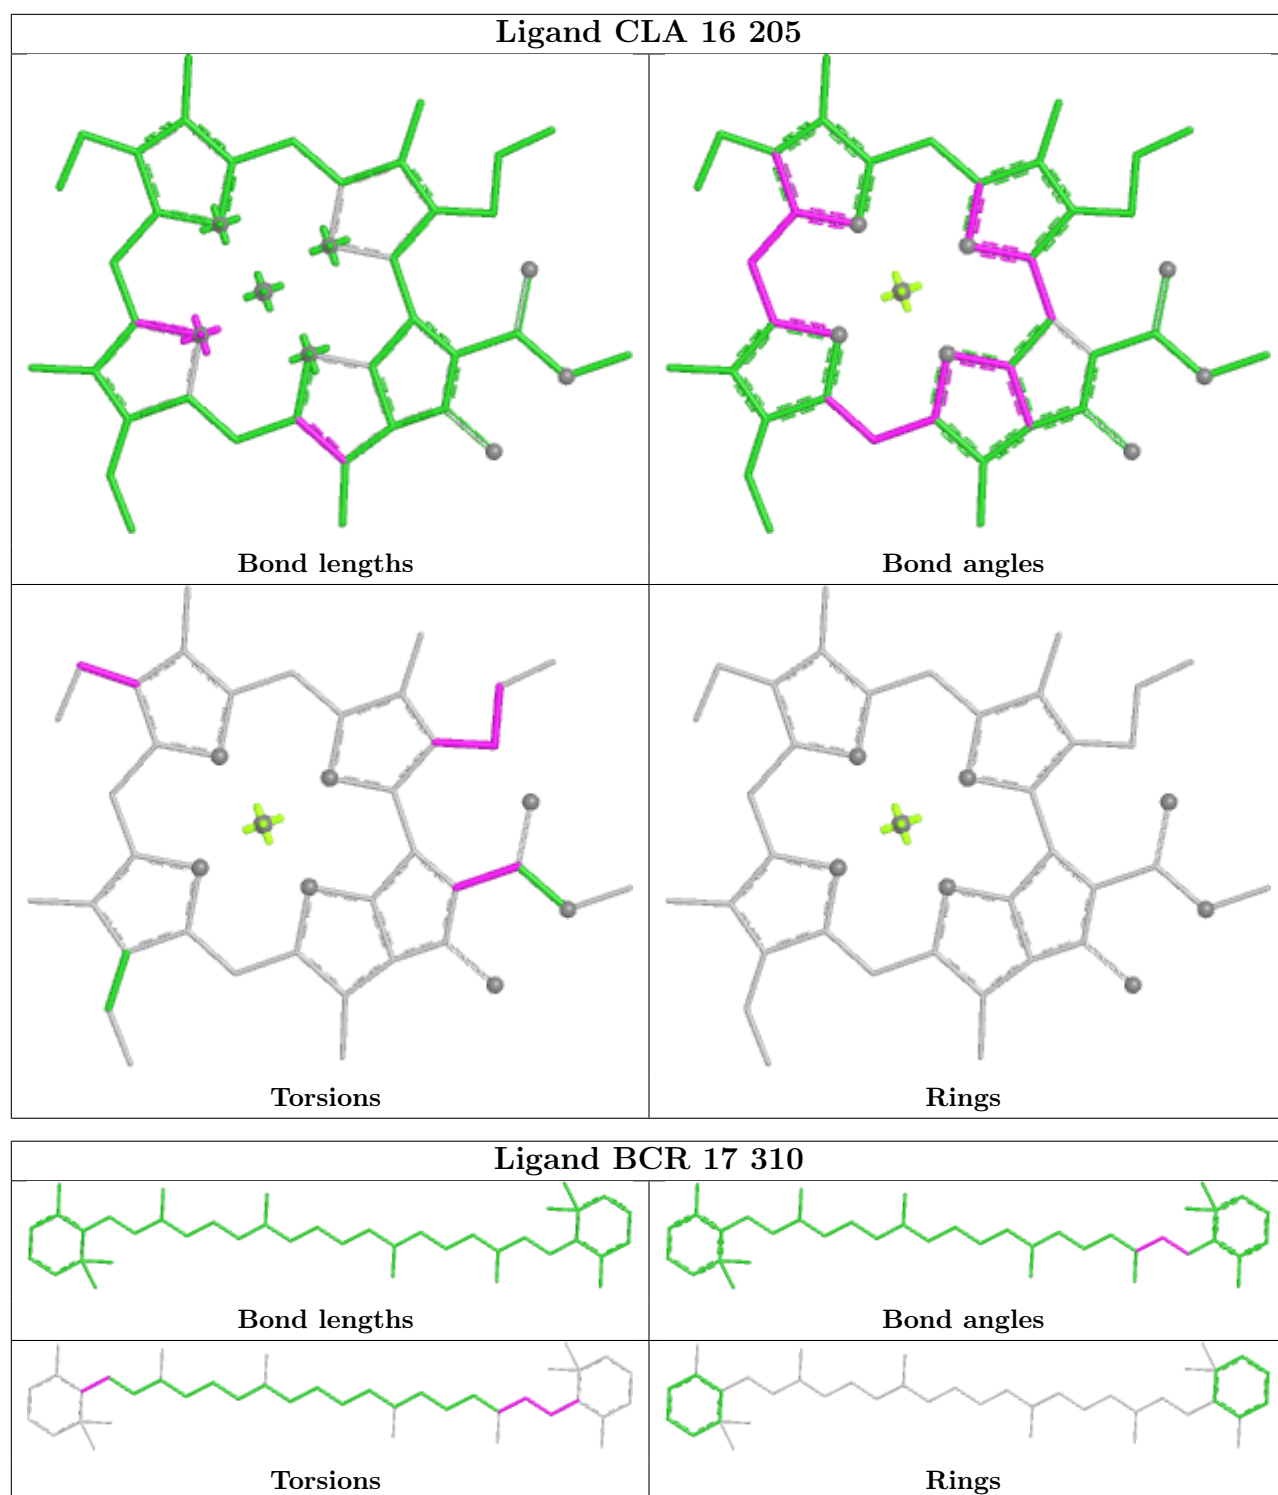 Ligand CLA 16 205
Bond lengths
Bond angles
Torsions
Rings
Ligand BCR 17 310
Bond lengths
Bond angles
Torsions
Rings